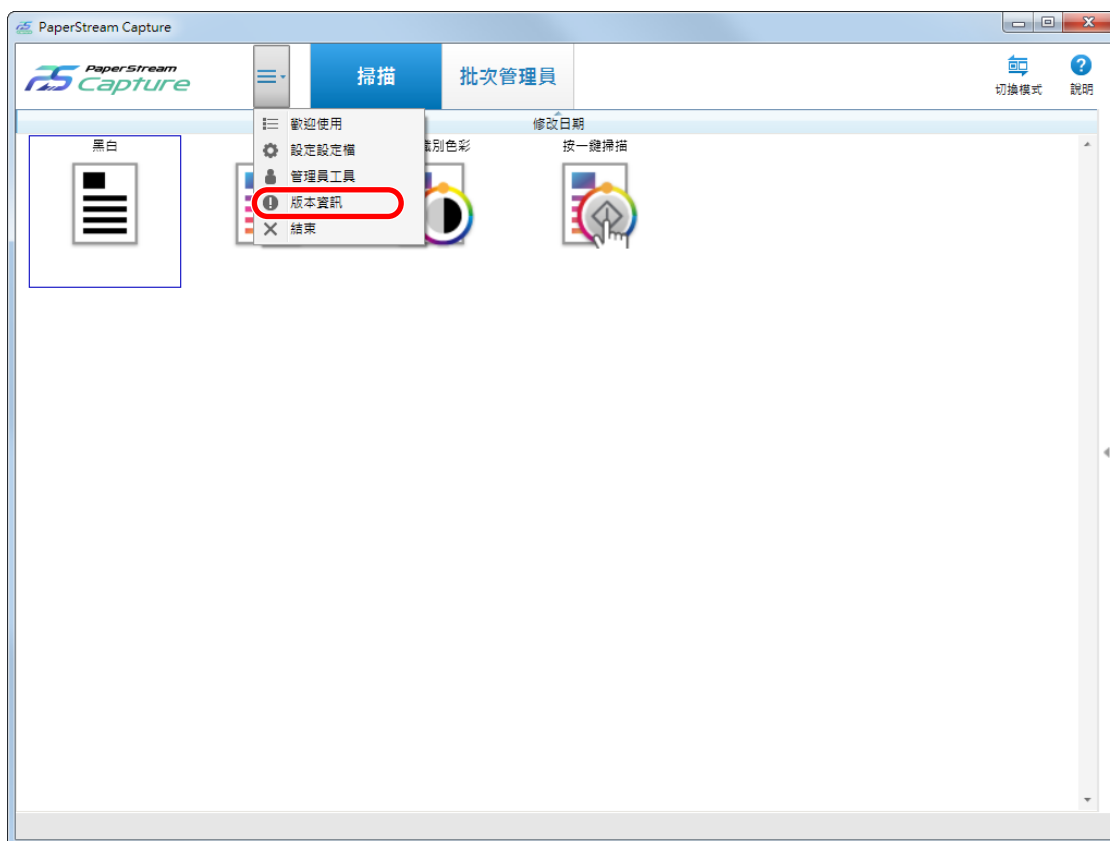 PaperStream Capture
PaperStream
Capture
掃描
批次管理員
切換模式
說明
修改日期
歡迎使用
設定設定檔
管理員工具
版本資訊
結束
黑白
識別色彩
按一鍵掃描